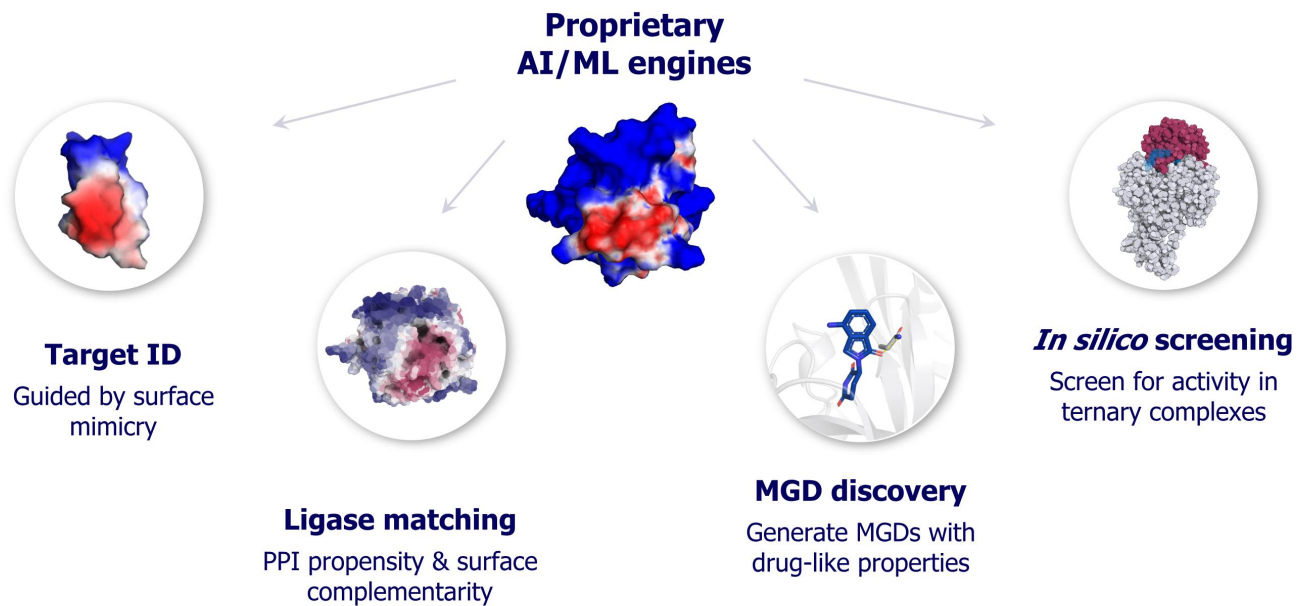 Proprietary
AI/ML engines
Target ID
Guided by surface
mimicry
Ligase matching
PPI propensity & surface
complementarity
MGD discovery
Generate MGDs with
drug-like properties
In silico screening
Screen for activity in
ternary complexes